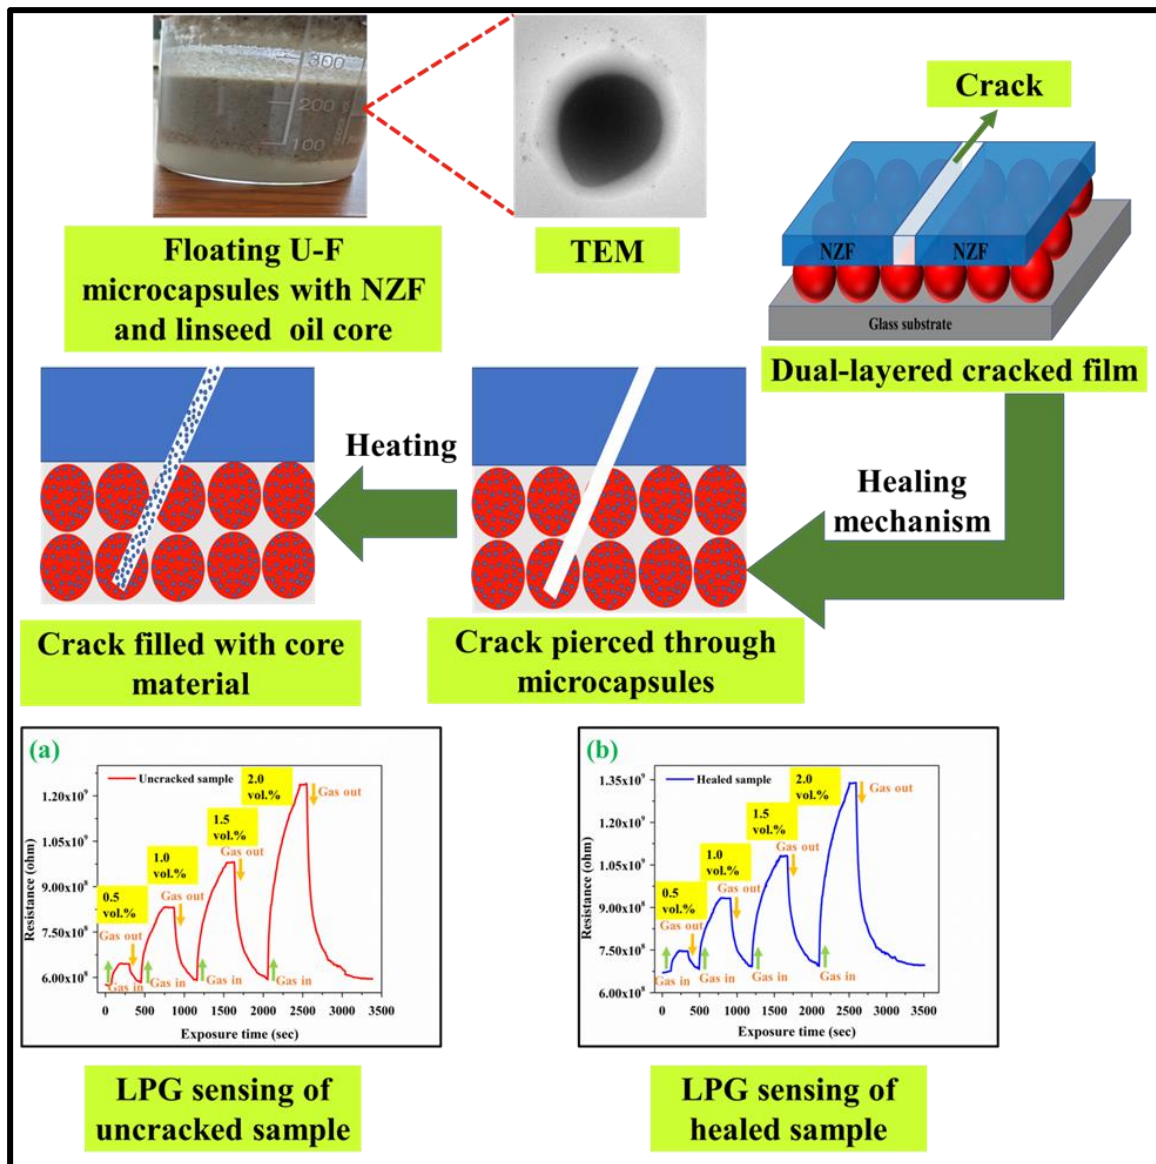 300
200
100
Floating U-F
microcapsules with NZF
and linseed oil core
TEM
Crack
NZF
NZF
Glass substrate
Dual-layered cracked film
Healing
mechanism
Heating
Crack pierced through
microcapsules
Crack filled with core
material
(a)
Uncracked sample
0.5
vol.%
1.0
vol.%
1.5
vol.%
2.0
vol.%
Gas out
Gas out
Gas out
Gas out
Gas in
Gas in
Gas in
Gas in
1.20x10⁹
1.05x10⁹
9.00x10⁸
7.50x10⁸
6.00x10⁸
Resistance (ohm)
0 500 1000 1500 2000 2500 3000 3500
Exposure time (sec)
LPG sensing of
uncracked sample
(b)
Healed sample
0.5
vol.%
1.0
vol.%
1.5
vol.%
2.0
vol.%
Gas out
Gas out
Gas out
Gas out
Gas in
Gas in
Gas in
Gas in
1.35x10⁹
1.20x10⁹
1.05x10⁹
9.00x10⁸
7.50x10⁸
6.00x10⁸
Resistance (ohm)
0 500 1000 1500 2000 2500 3000 3500
Exposure time (sec)
LPG sensing of
healed sample